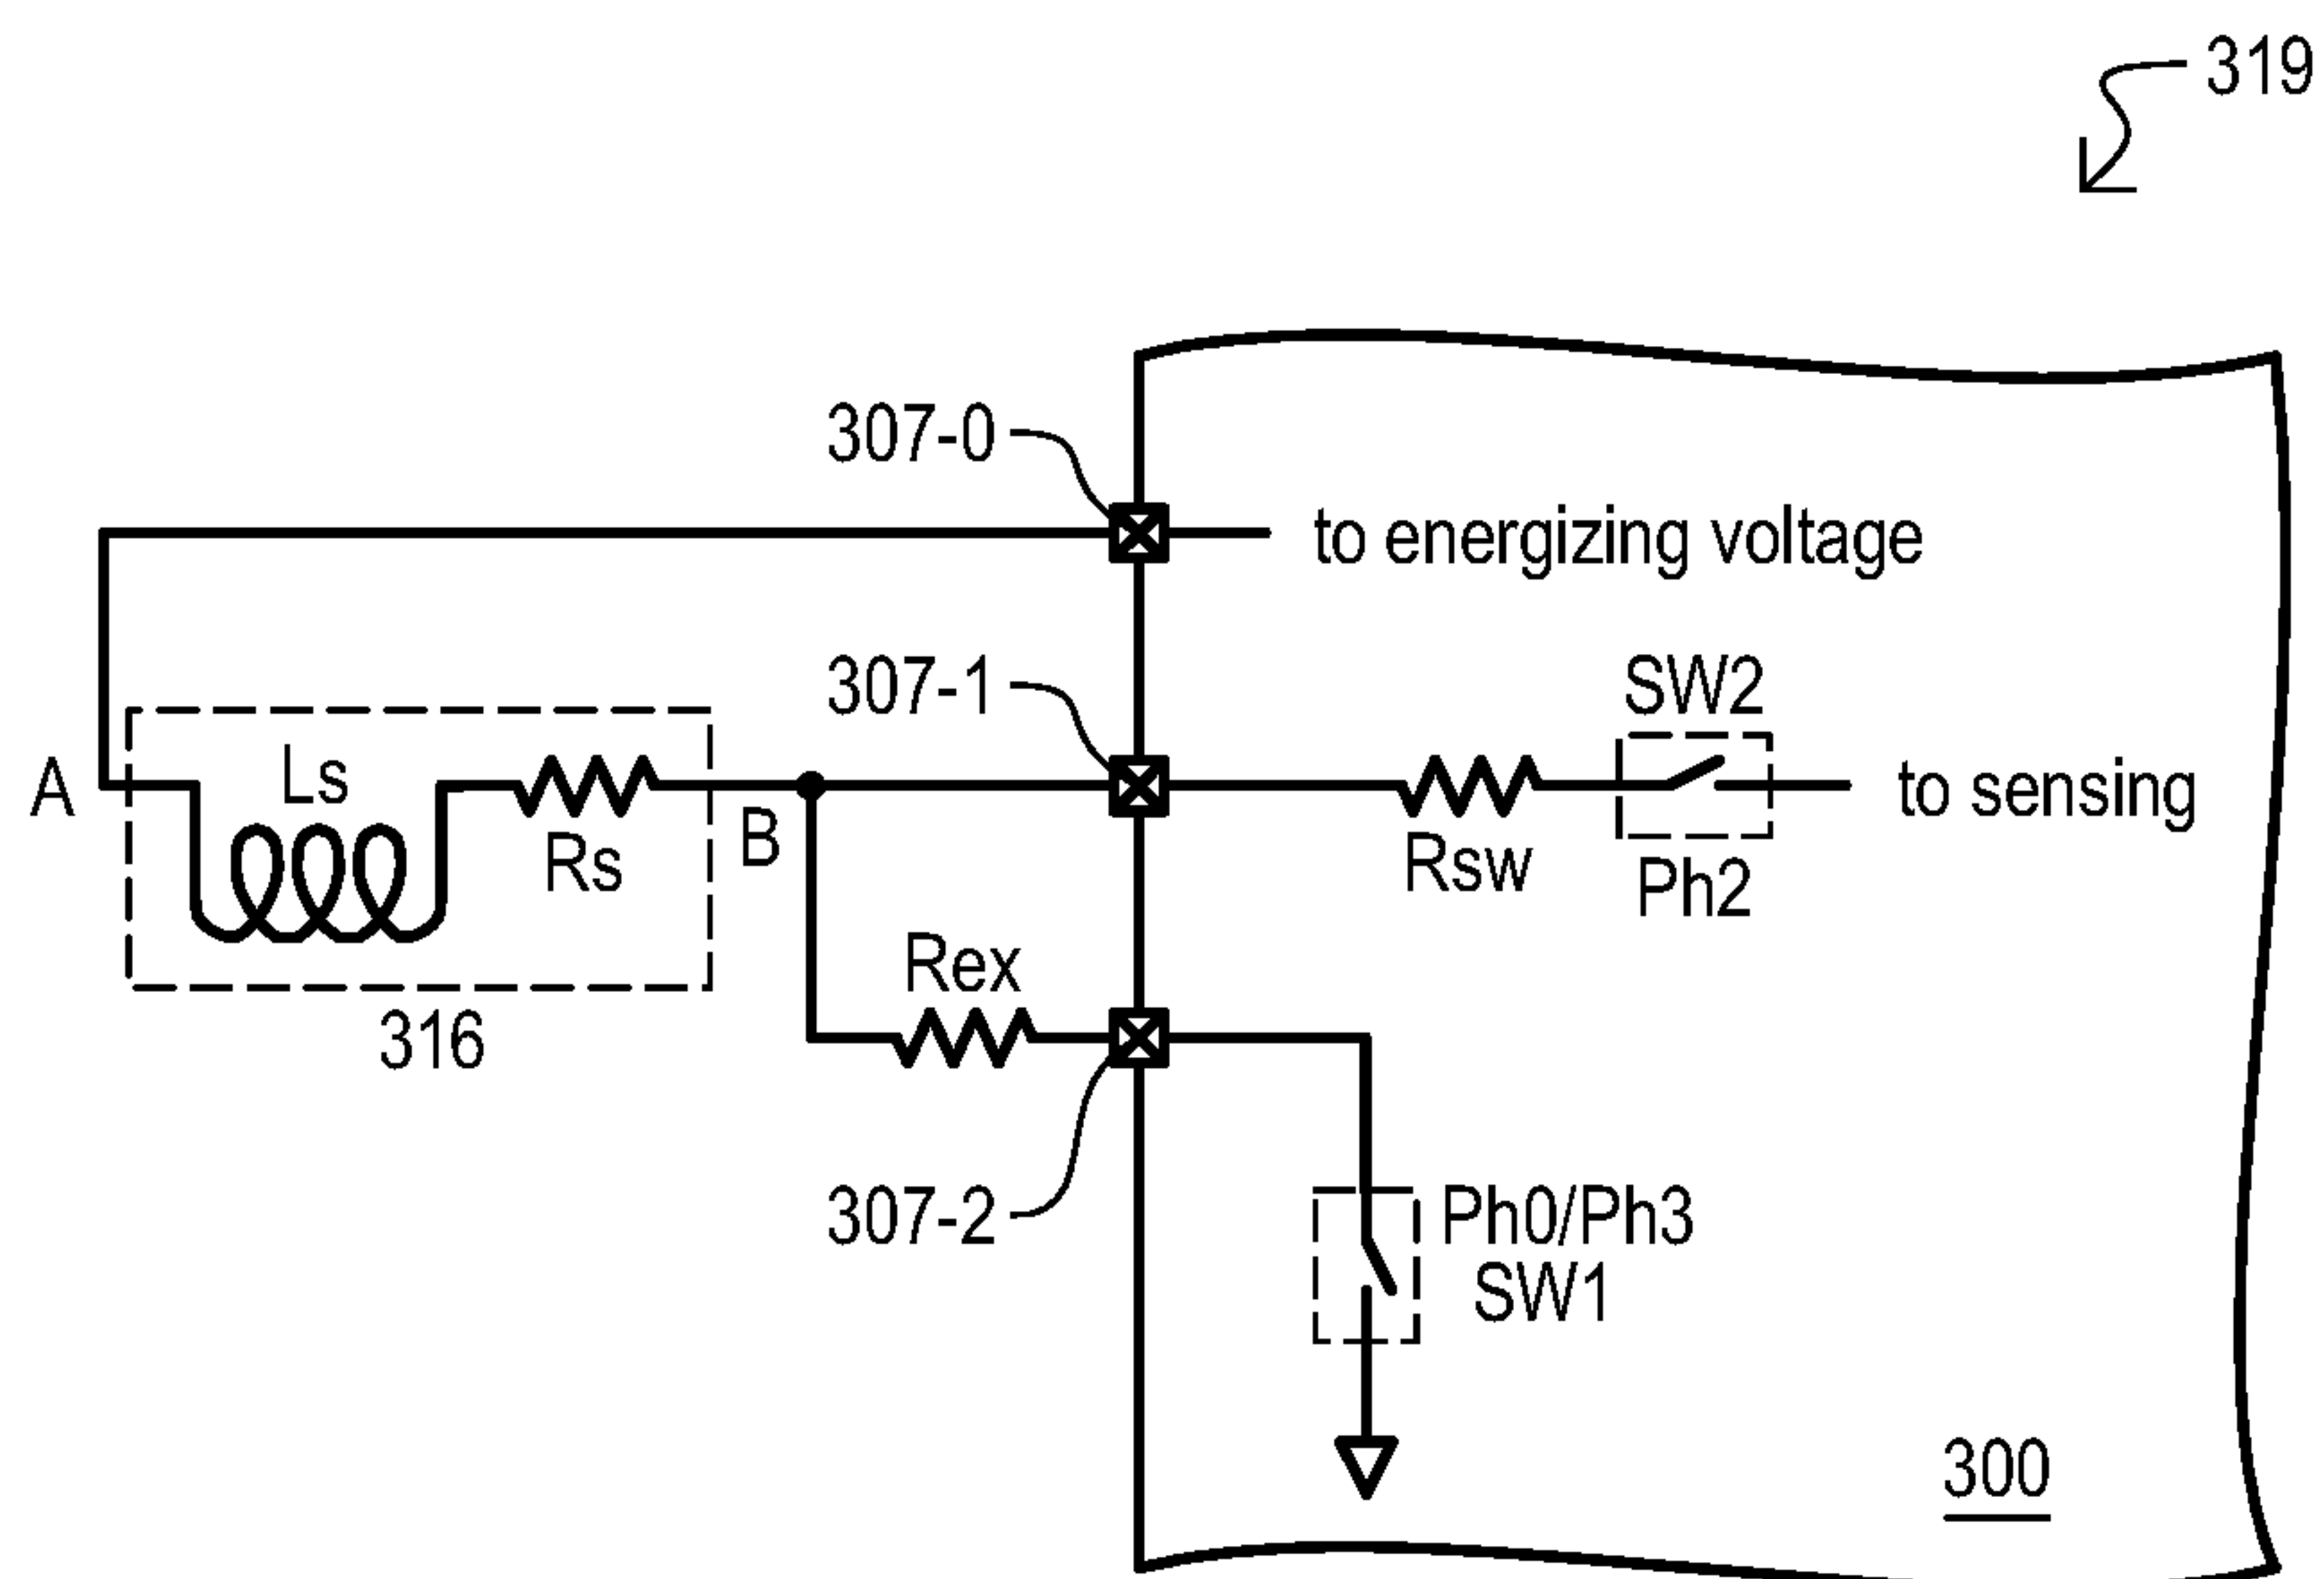 319
307-0
to energizing voltage
307-1
SW2
A
Ls
Rs
B
Rsw
Ph2
to sensing
Rex
316
307-2
Ph0/Ph3
SW1
300